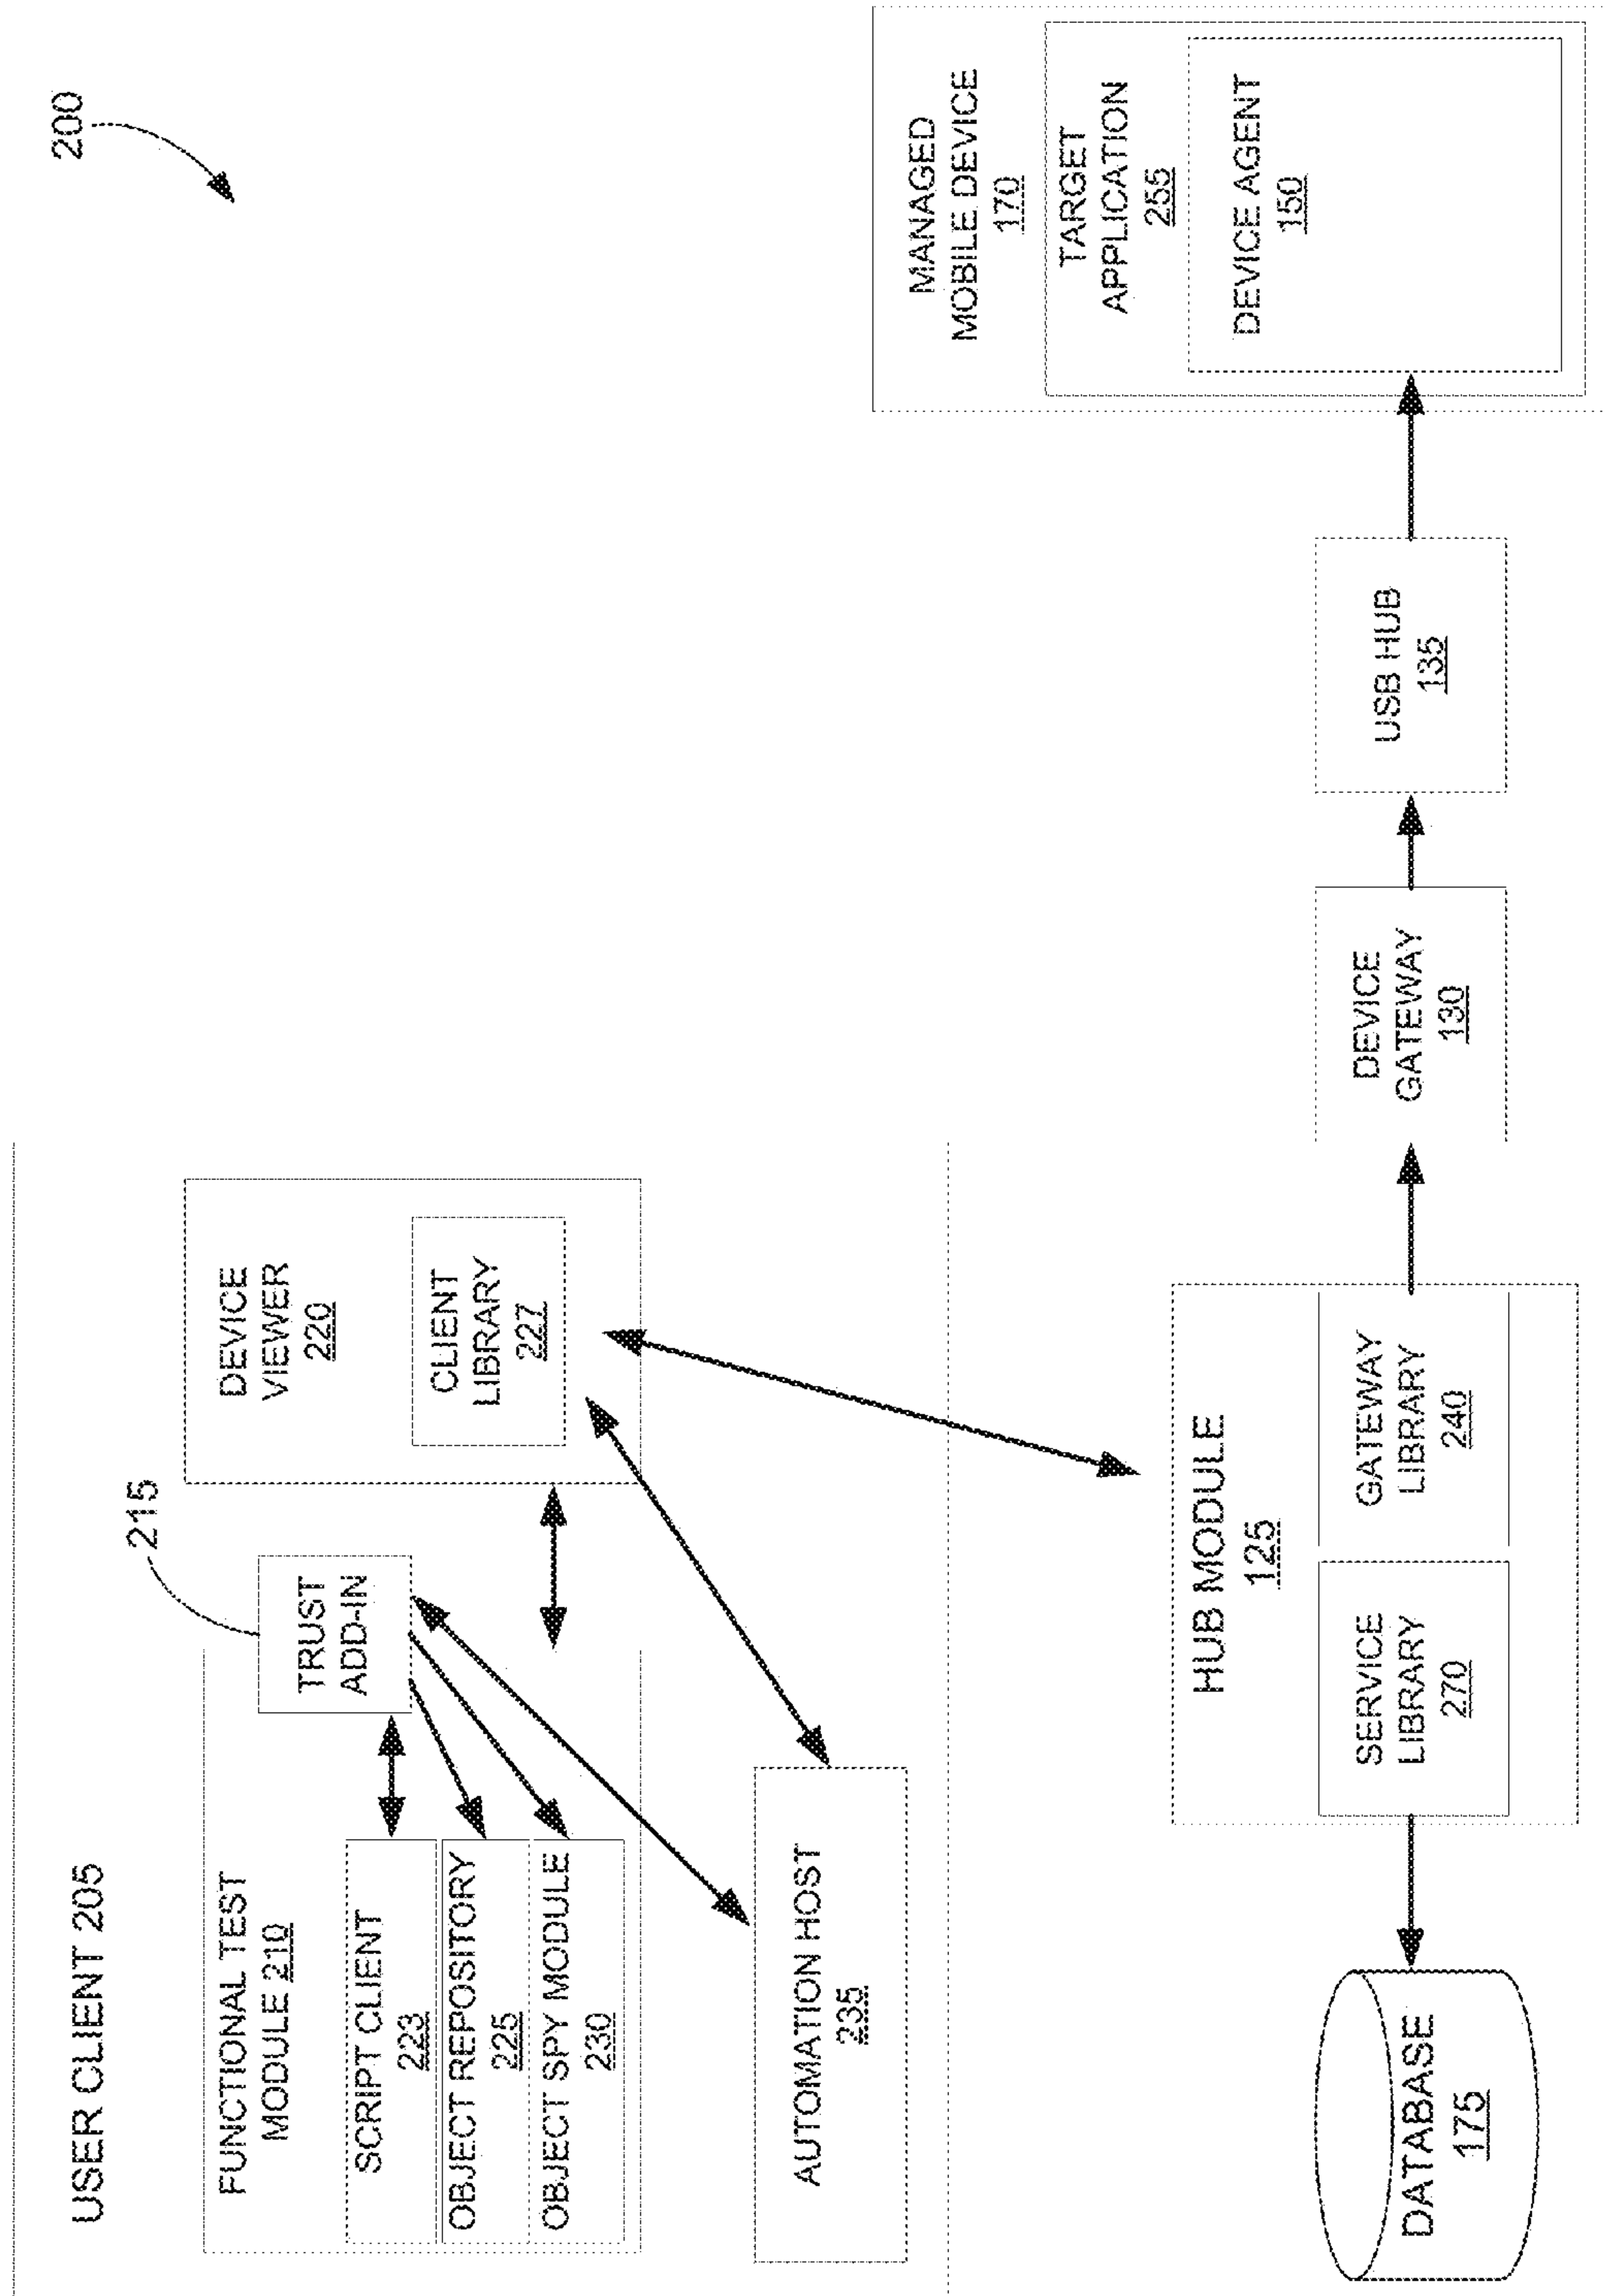 200
USER CLIENT 205
FUNCTIONAL TEST
MODULE 210
SCRIPT CLIENT
223
OBJECT REPOSITORY
225
OBJECT SPY MODULE
230
TRUST
ADD-IN
215
DEVICE
VIEWER
220
CLIENT
LIBRARY
227
AUTOMATION HOST
235
HUB MODULE
125
SERVICE
LIBRARY
270
GATEWAY
LIBRARY
240
DATABASE
175
DEVICE
GATEWAY
130
USB HUB
135
MANAGED
MOBILE DEVICE
170
TARGET
APPLICATION
255
DEVICE AGENT
150